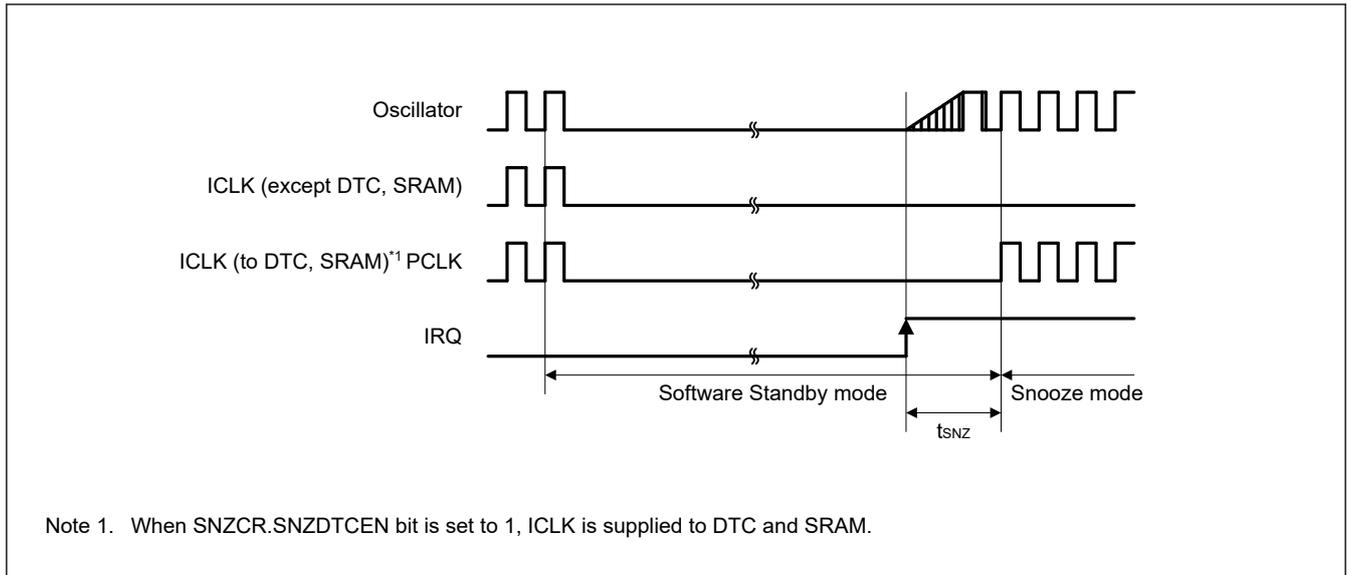 Oscillator
ICLK (except DTC, SRAM)
ICLK (to DTC, SRAM)*1 PCLK
IRQ
Software Standby mode
Snooze mode
tSNZ
Note 1. When SNZCR.SNZDTCEN bit is set to 1, ICLK is supplied to DTC and SRAM.